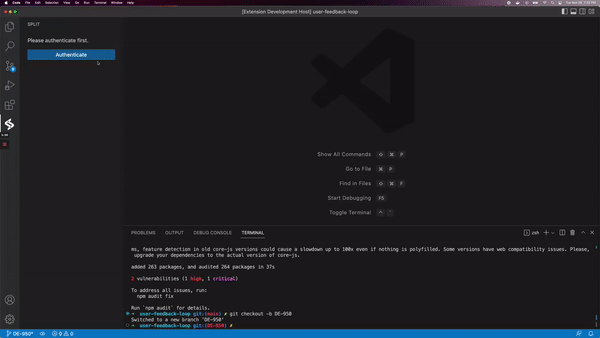 Code File Edit Selection View Go Run Terminal Window Help
[Extension Development Host] user-feedback-loop
SPLIT
Please authenticate first.
Authenticate
Show All Commands
Go to File
Find in Files
Start Debugging F5
Toggle Terminal
PROBLEMS OUTPUT DEBUG CONSOLE TERMINAL
zsh
ms, feature detection in old core-js versions could cause a slowdown up to 100x even if nothing is polyfilled. Some versions have web compatibility issues. Please,
upgrade your dependencies to the actual version of core-js.
added 263 packages, and audited 264 packages in 37s
2 vulnerabilities (1 high, 1 critical)
To address all issues, run:
npm audit fix
Run `npm audit` for details.
➜ user-feedback-loop git:(main) ✗ git checkout -b DE-950
Switched to a new branch 'DE-950'
➜ user-feedback-loop git:(DE-950) ✗
DE-950* 0 0